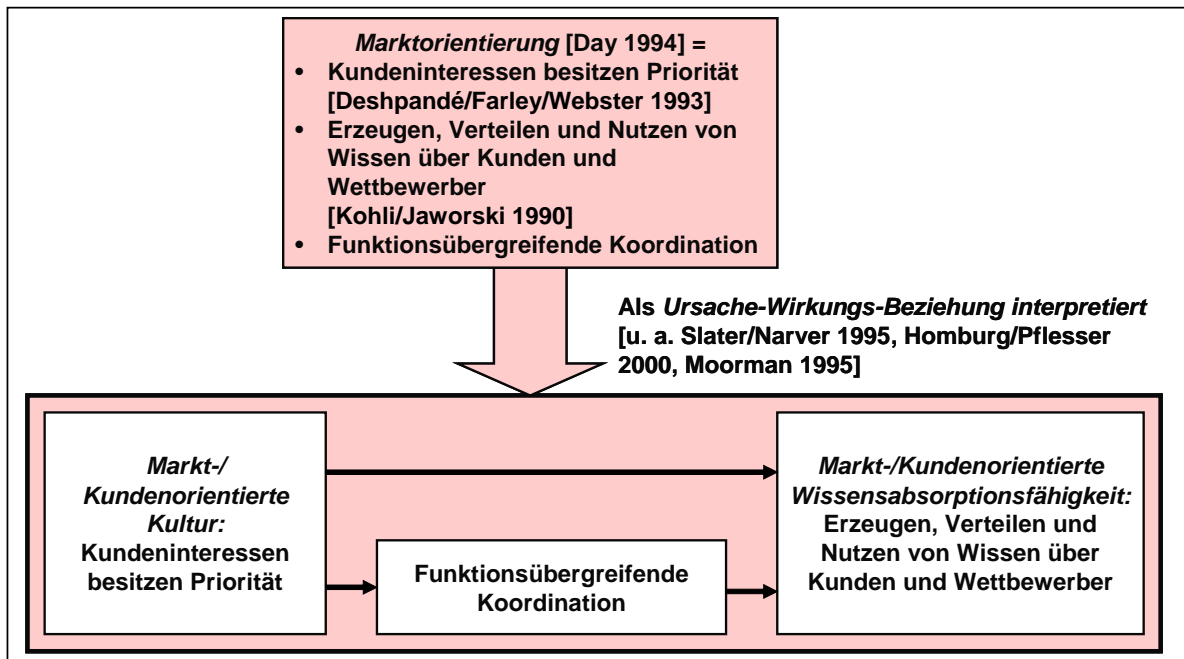 Marktorientierung [Day 1994] =
• Kundeninteressen besitzen Priorität
[Deshpandé/Farley/Webster 1993]
• Erzeugen, Verteilen und Nutzen von
Wissen über Kunden und
Wettbewerber
[Kohli/Jaworski 1990]
• Funktionsübergreifende Koordination
Als Ursache-Wirkungs-Beziehung interpretiert
[u. a. Slater/Narver 1995, Homburg/Pflesser
2000, Moorman 1995]
Markt-/
Kundenorientierte
Kultur:
Kundeninteressen
besitzen Priorität
Funktionsübergreifende
Koordination
Markt-/Kundenorientierte
Wissensabsorptionsfähigkeit:
Erzeugen, Verteilen und
Nutzen von Wissen über
Kunden und Wettbewerber